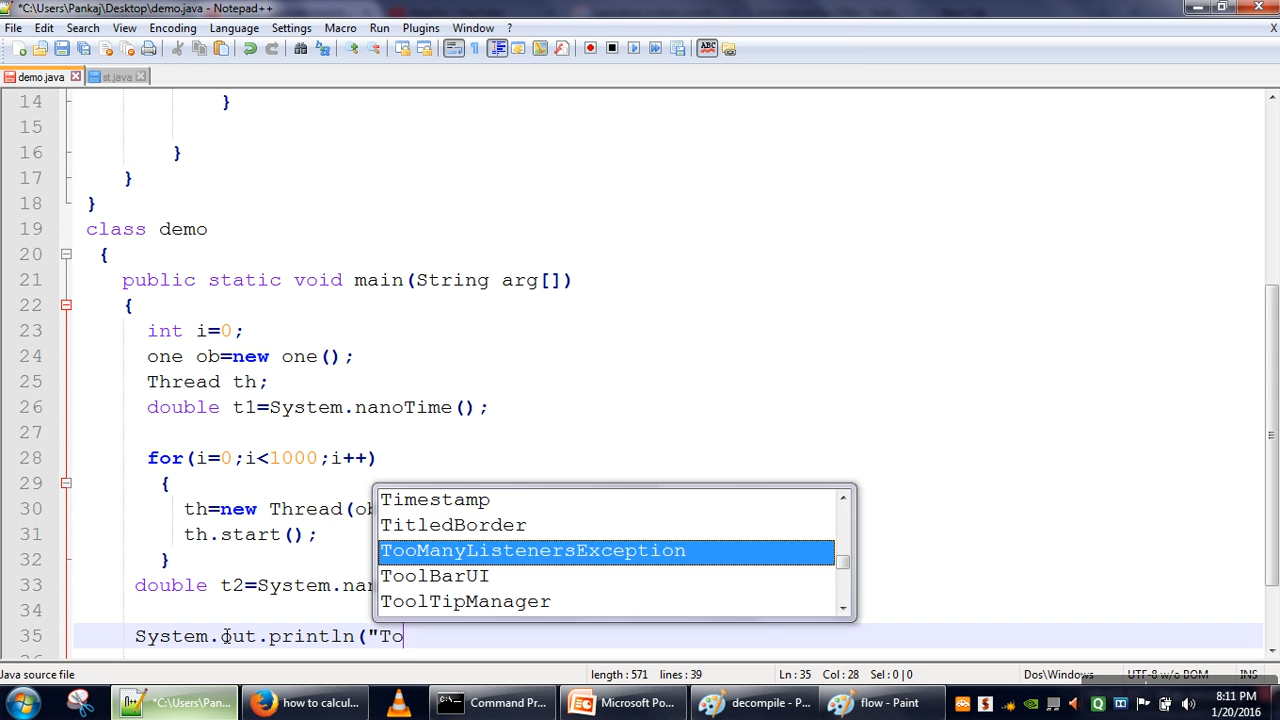 *C:\Users\Pankaj\Desktop\demo.java - Notepad++
File Edit Search View Encoding Language Settings Macro Run Plugins Window ? X
demo.java st.java
14 }
15
16 }
17 }
18 }
19 class demo
20 {
21 public static void main(String arg[])
22 {
23 int i=0;
24 one ob=new one();
25 Thread th;
26 double t1=System.nanoTime();
27
28 for(i=0;i<1000;i++)
29 {
30 th=new Thread(ob
31 th.start();
32 }
33 double t2=System.nan
34
35 System.out.println("To
Timestamp
TitledBorder
TooManyListenersException
ToolBarUI
ToolTipManager
Java source file length : 571 lines : 39 Ln : 35 Col : 28 Sel : 0 | 0 Dos\Windows UTF-8 w/o BOM INS
*C:\Users\Pan... how to calcul... Command Pr... Microsoft Po... decompile - P... flow - Paint 8:11 PM
1/20/2016